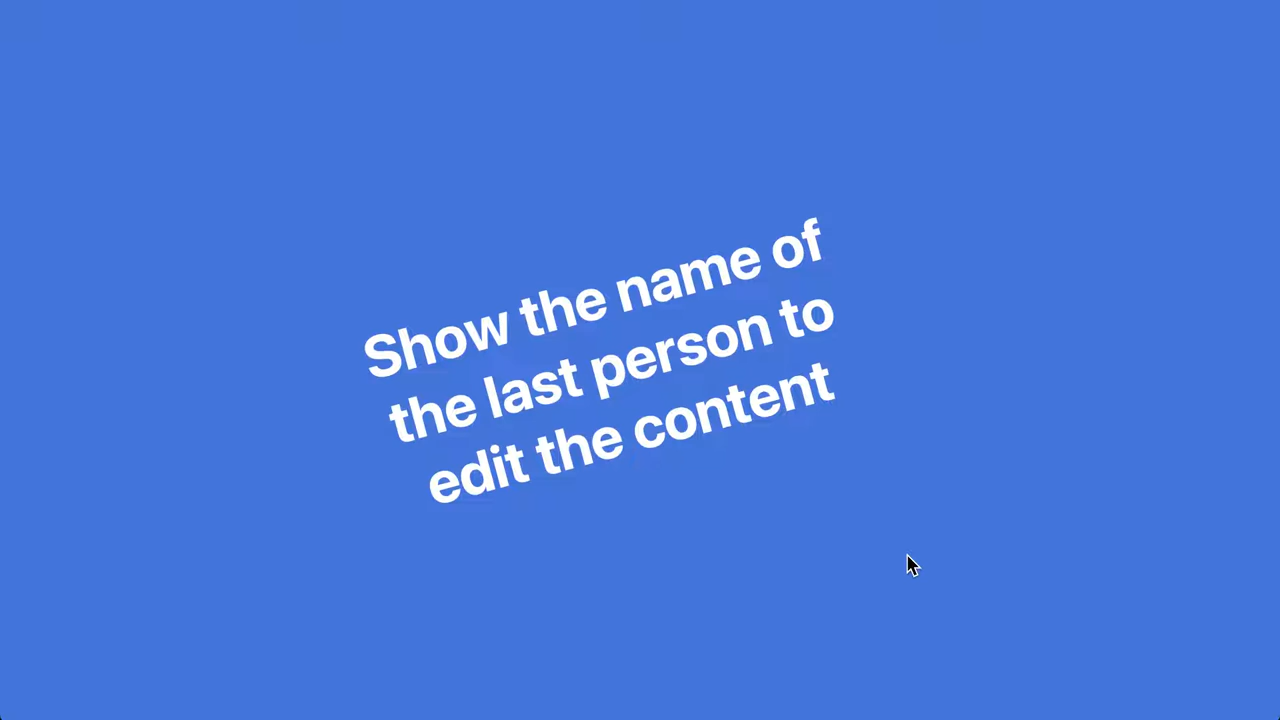 Show the name of
the last person to
edit the content